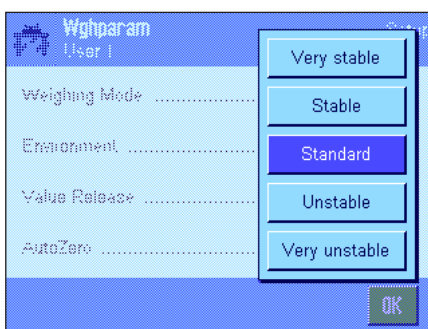 Wghparam
User 1
Very stable
Weighing Mode
Stable
Environment
Standard
Value Release
Unstable
AutoZero
Very unstable
OK